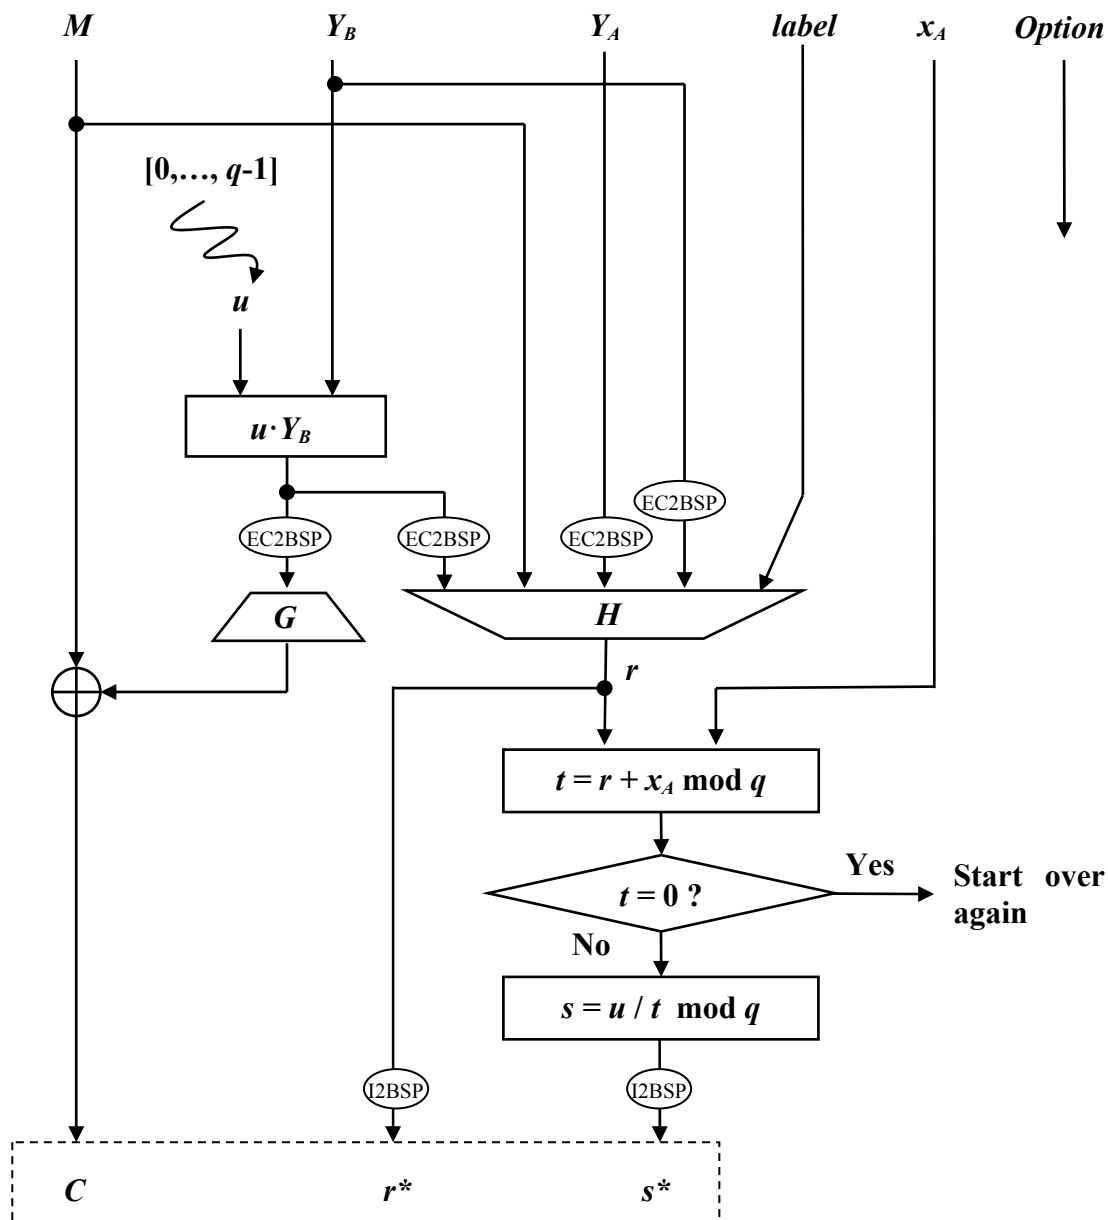 M Y_B Y_A label x_A Option
[0,…, q-1]
u
u· Y_B
EC2BSP
EC2BSP EC2BSP EC2BSP
G
H
r
t = r + x_A mod q
t = 0 ?
Yes
Start over
again
No
s = u / t mod q
I2BSP I2BSP
C r* s*